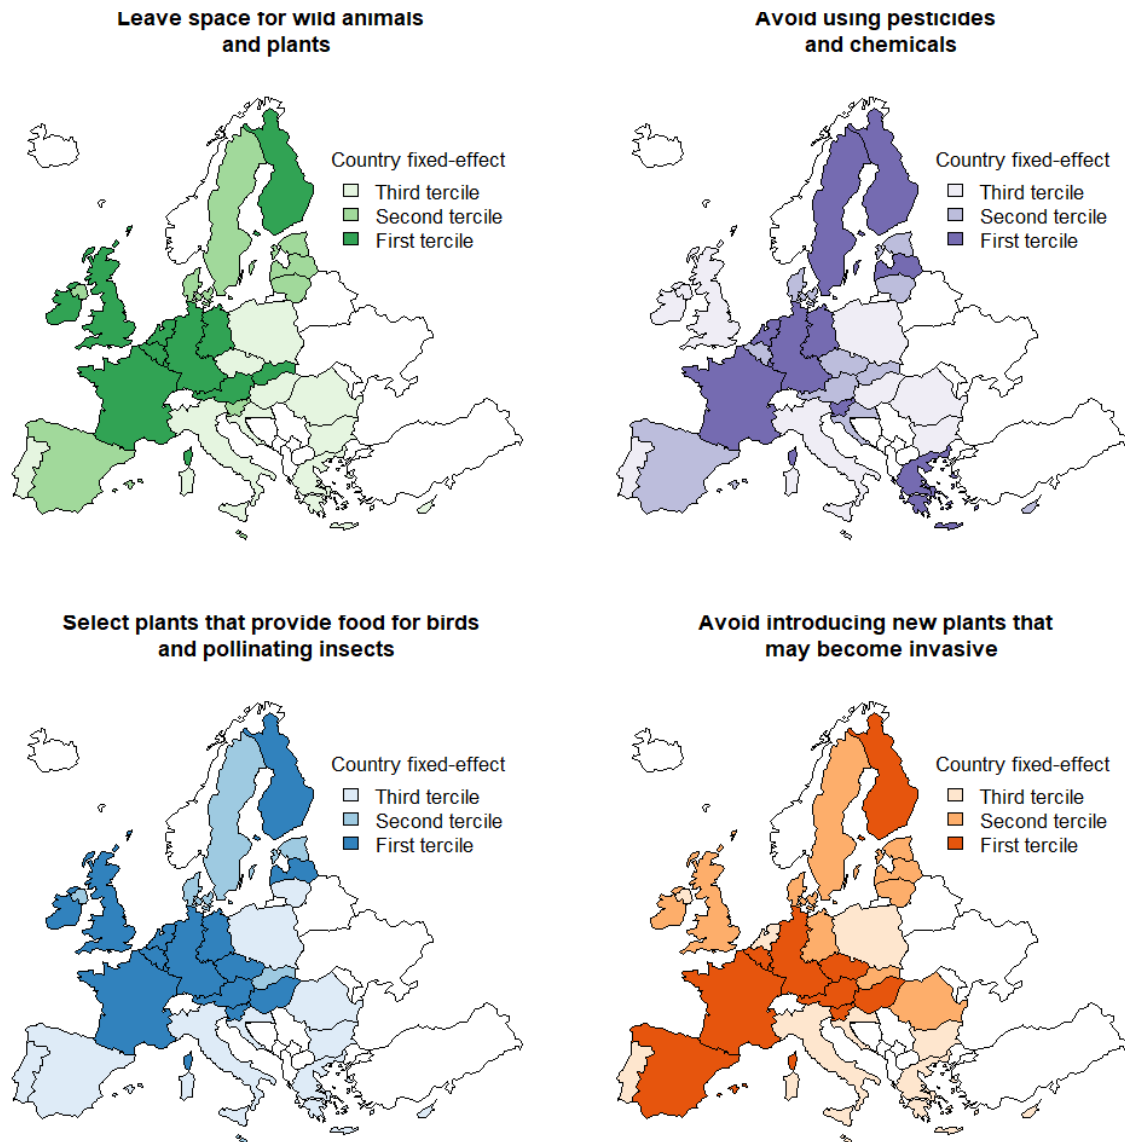 Leave space for wild animals
and plants
Country fixed-effect
Third tercile
Second tercile
First tercile
Avoid using pesticides
and chemicals
Country fixed-effect
Third tercile
Second tercile
First tercile
Select plants that provide food for birds
and pollinating insects
Country fixed-effect
Third tercile
Second tercile
First tercile
Avoid introducing new plants that
may become invasive
Country fixed-effect
Third tercile
Second tercile
First tercile